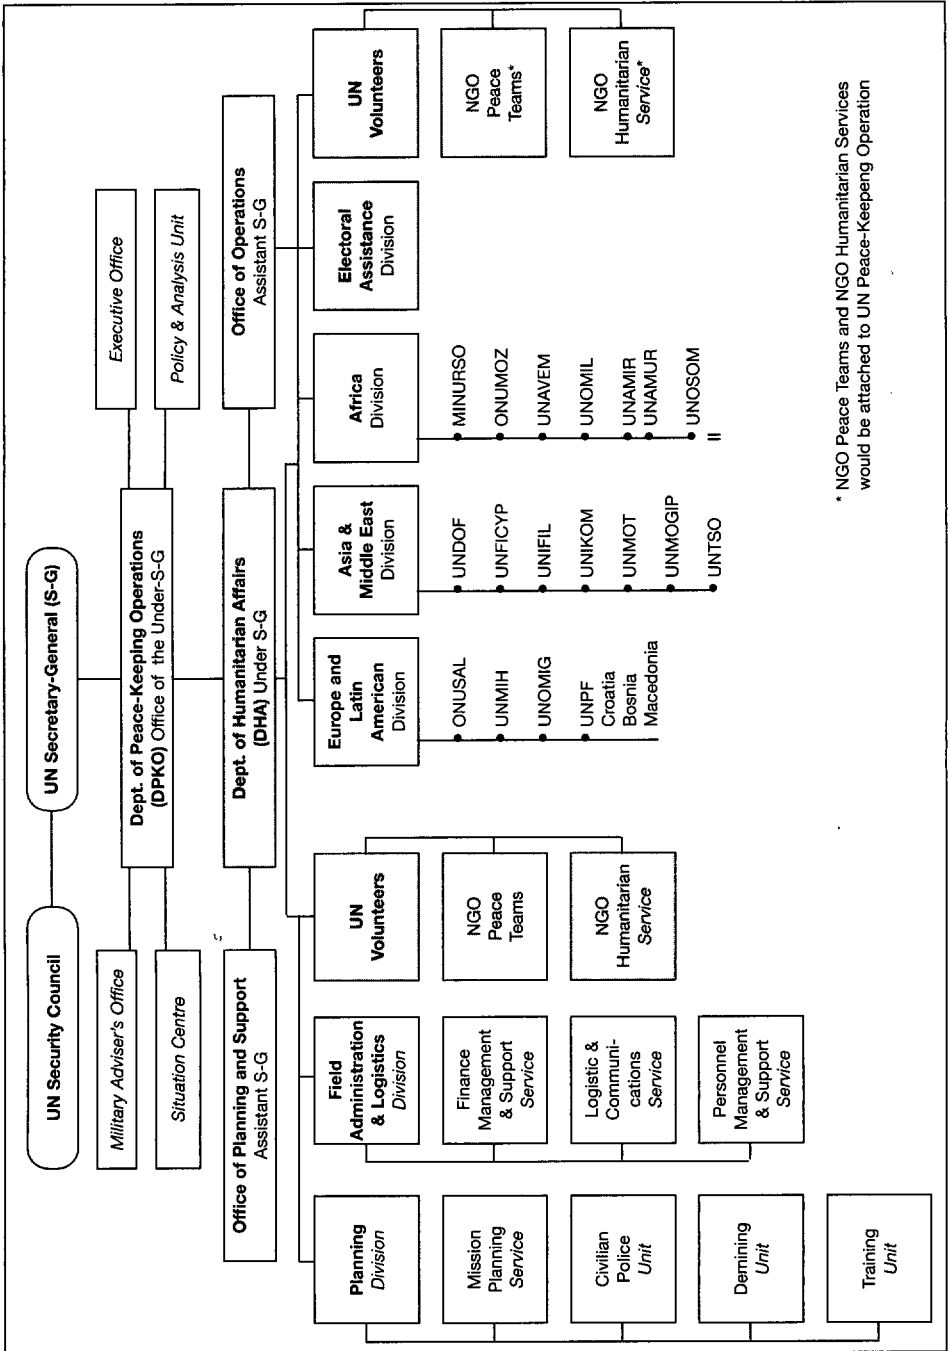 UN Security Council
UN Secretary-General (S-G)
Military Adviser's Office
Situation Centre
Dept. of Peace-Keeping Operations
(DPKO) Office of the Under-S-G
Executive Office
Policy & Analysis Unit
Office of Planning and Support
Assistant S-G
Dept. of Humanitarian Affairs
(DHA) Under S-G
Office of Operations
Assistant S-G
Planning
Division
Mission
Planning
Service
Civilian
Police
Unit
Demining
Unit
Training
Unit
Field
Administration
& Logistics
Division
Finance
Management
& Support
Service
Logistic &
Communi-
cations
Service
Personnel
Management
& Support
Service
UN
Volunteers
NGO
Peace
Teams
NGO
Humanitarian
Service
Europe and
Latin
American
Division
ONUSAL
UNMIH
UNOMIG
UNPF
Croatia
Bosnia
Macedonia
Asia &
Middle East
Division
UNDOF
UNFICYP
UNIFIL
UNIKOM
UNMOT
UNMOGIP
UNTSO
Africa
Division
MINURSO
ONUMOZ
UNAVEM
UNOMIL
UNAMIR
UNAMUR
UNOSOM
II
Electoral
Assistance
Division
UN
Volunteers
NGO
Peace
Teams*
NGO
Humanitarian
Service*
* NGO Peace Teams and NGO Humanitarian Services
would be attached to UN Peace-Keepeng Operation